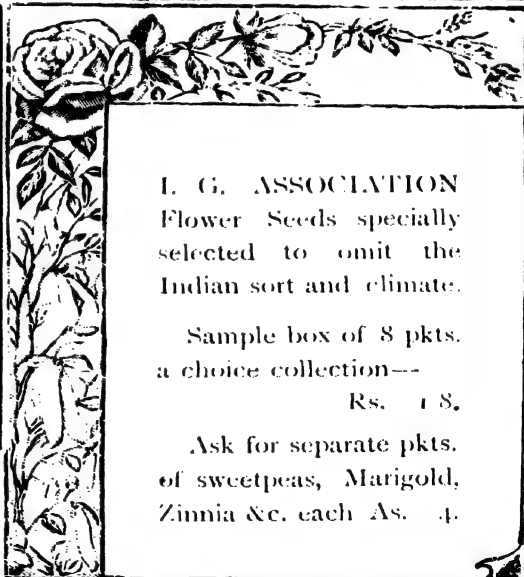 I. G. ASSOCIATION
Flower Seeds specially
selected to omit the
Indian sort and climate.
Sample box of 8 pkts.
a choice collection—
Rs. 1 8.
Ask for separate pkts.
of sweetpeas, Marigold,
Zinnia &c. each As. 4.